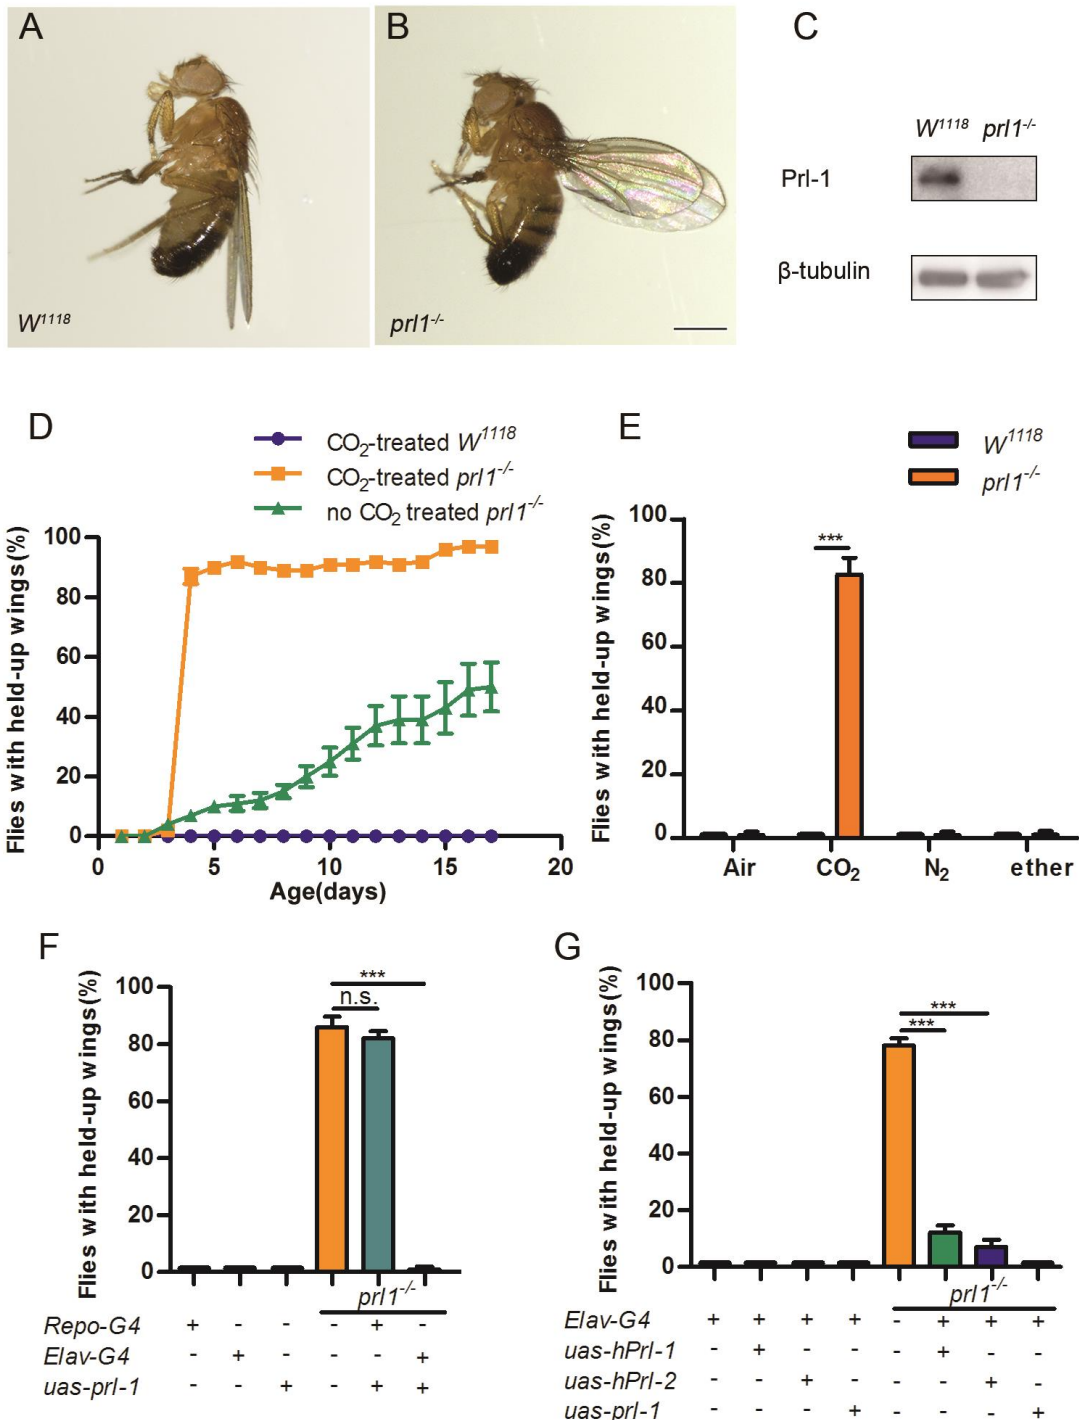 A
B
C
W1118
prl1-/-
W1118 prl1-/-
Prl-1
β-tubulin
D
CO2-treated W1118
CO2-treated prl1-/-
no CO2 treated prl1-/-
Flies with held-up wings(%)
100
80
60
40
20
0
0 5 10 15 20
Age(days)
E
W1118
prl1-/-
Flies with held-up wings(%)
100
80
60
40
20
0
***
Air CO2 N2 ether
F
Flies with held-up wings(%)
100
80
60
40
20
0
***
n.s.
prl1-/-
Repo-G4 + - - - + -
Elav-G4 - + - - - +
uas-prl-1 - - + - + +
G
Flies with held-up wings(%)
100
80
60
40
20
0
***
***
prl1-/-
Elav-G4 + + + + - + + +
uas-hPrl-1 - + - - - + - -
uas-hPrl-2 - - + - - - + -
uas-prl-1 - - - + - - - +